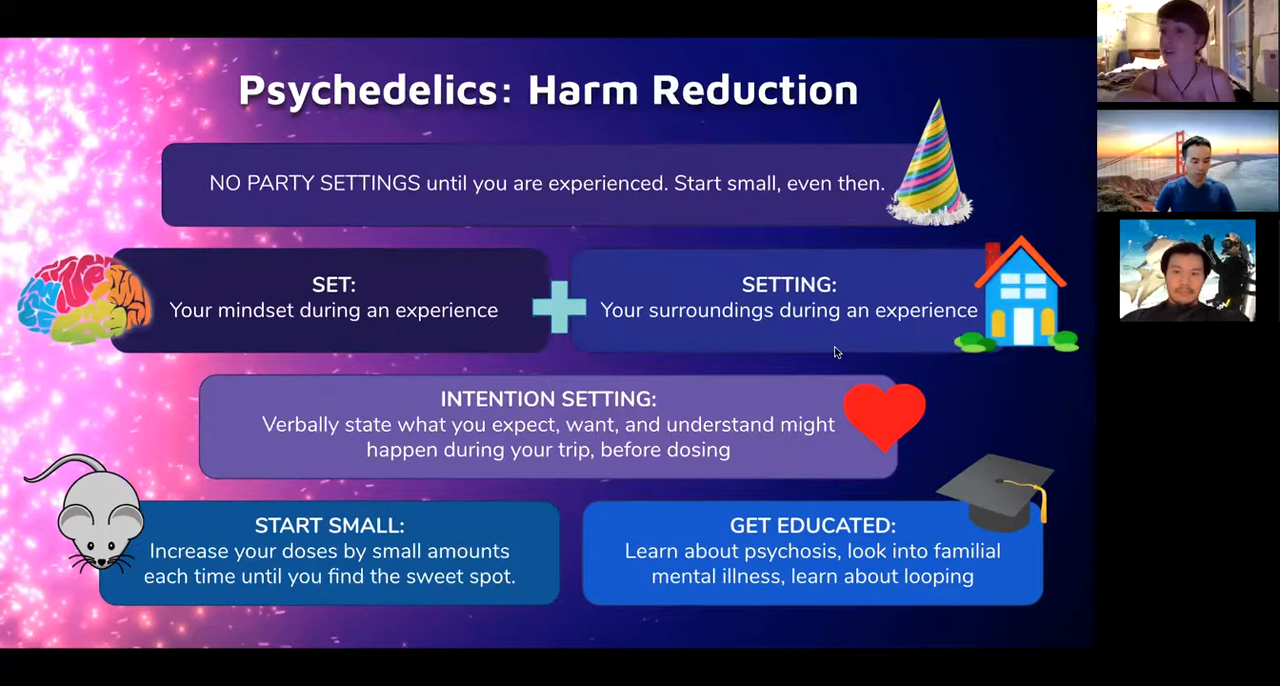 Psychedelics: Harm Reduction
NO PARTY SETTINGS until you are experienced. Start small, even then.
SET:
Your mindset during an experience
SETTING:
Your surroundings during an experience
INTENTION SETTING:
Verbally state what you expect, want, and understand might
happen during your trip, before dosing
START SMALL:
Increase your doses by small amounts
each time until you find the sweet spot.
GET EDUCATED:
Learn about psychosis, look into familial
mental illness, learn about looping